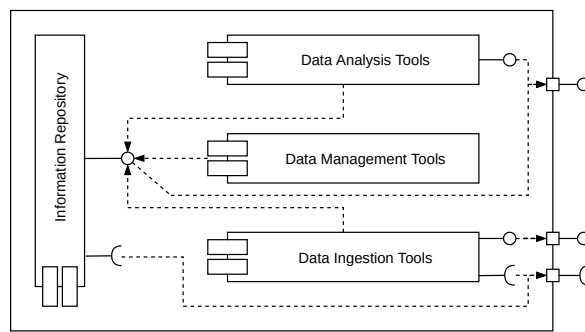 Information Repository
Data Analysis Tools
Data Management Tools
Data Ingestion Tools